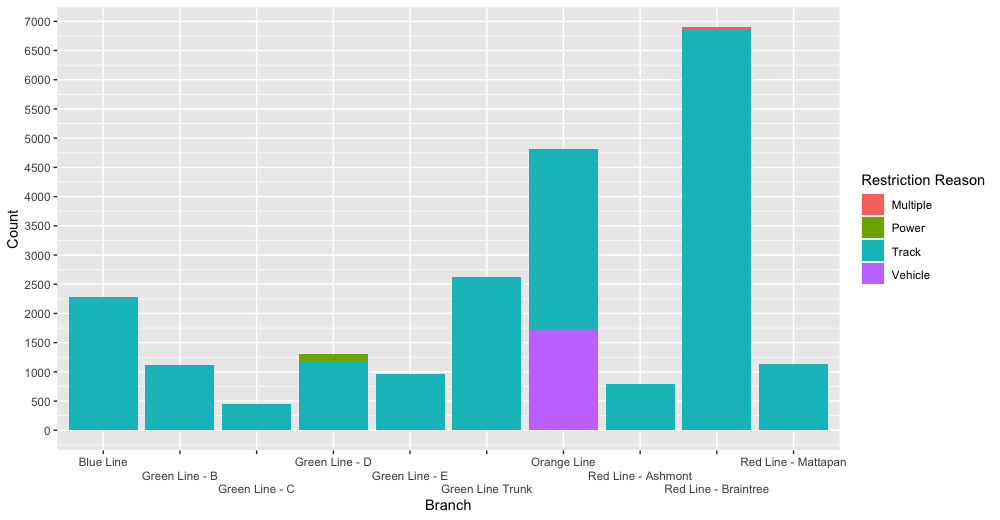 7000
6500
6000
5500
5000
4500
4000
3500
3000
2500
2000
1500
1000
500
0
Count
Blue Line
Green Line - B
Green Line - C
Green Line - D
Green Line - E
Green Line Trunk
Orange Line
Red Line - Ashmont
Red Line - Braintree
Red Line - Mattapan
Branch
Restriction Reason
Multiple
Power
Track
Vehicle